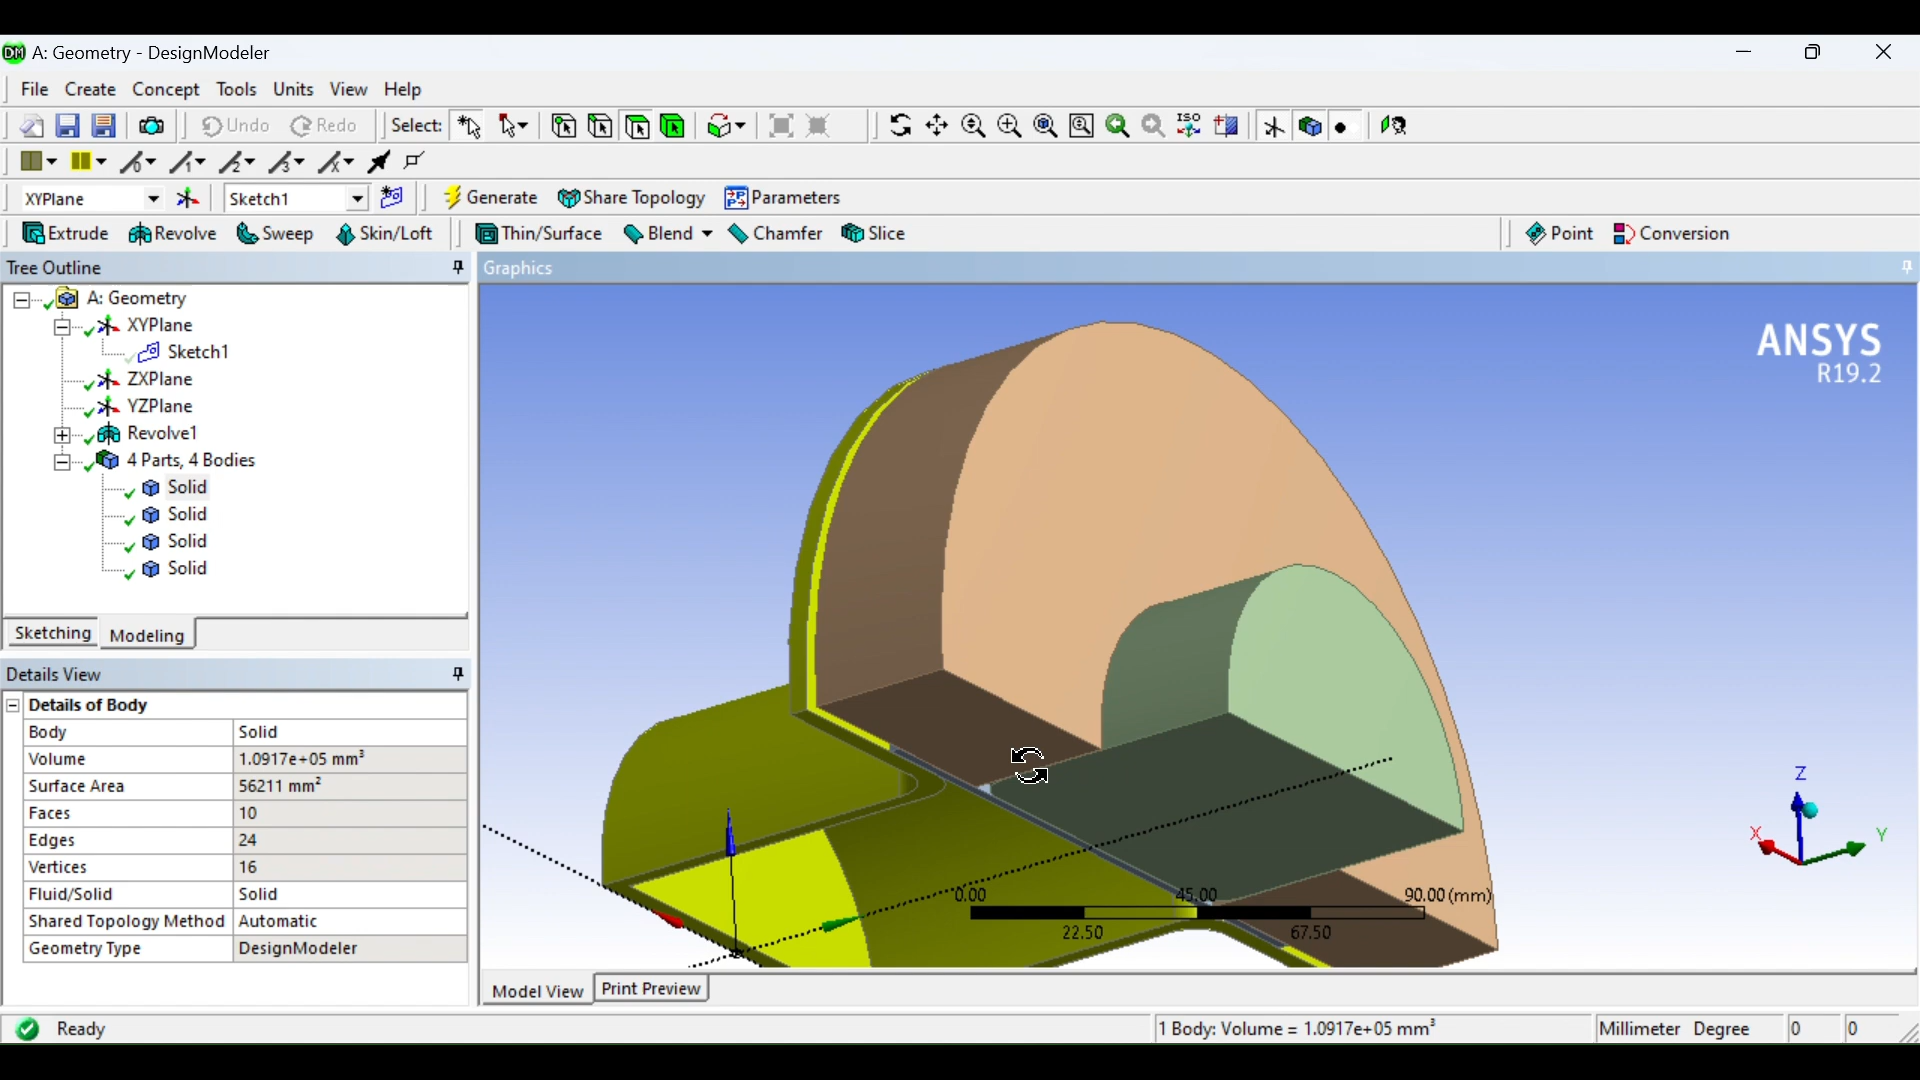 DM A: Geometry - DesignModeler
File Create Concept Tools Units View Help
Undo Redo Select: ISO
XYPlane Sketch1 Generate Share Topology Parameters
Extrude Revolve Sweep Skin/Loft Thin/Surface Blend Chamfer Slice Point Conversion
Tree Outline
Graphics
A: Geometry
XYPlane
Sketch1
ZXPlane
YZPlane
Revolve1
4 Parts, 4 Bodies
Solid
Solid
Solid
Solid
Sketching Modeling
Details View
Details of Body
Body Solid
Volume 1.0917e+05 mm³
Surface Area 56211 mm²
Faces 10
Edges 24
Vertices 16
Fluid/Solid Solid
Shared Topology Method Automatic
Geometry Type DesignModeler
ANSYS
R19.2
Z
X Y
0.00 45.00 90.00 (mm)
22.50 67.50
Model View Print Preview
Ready 1 Body: Volume = 1.0917e+05 mm³ Millimeter Degree 0 0